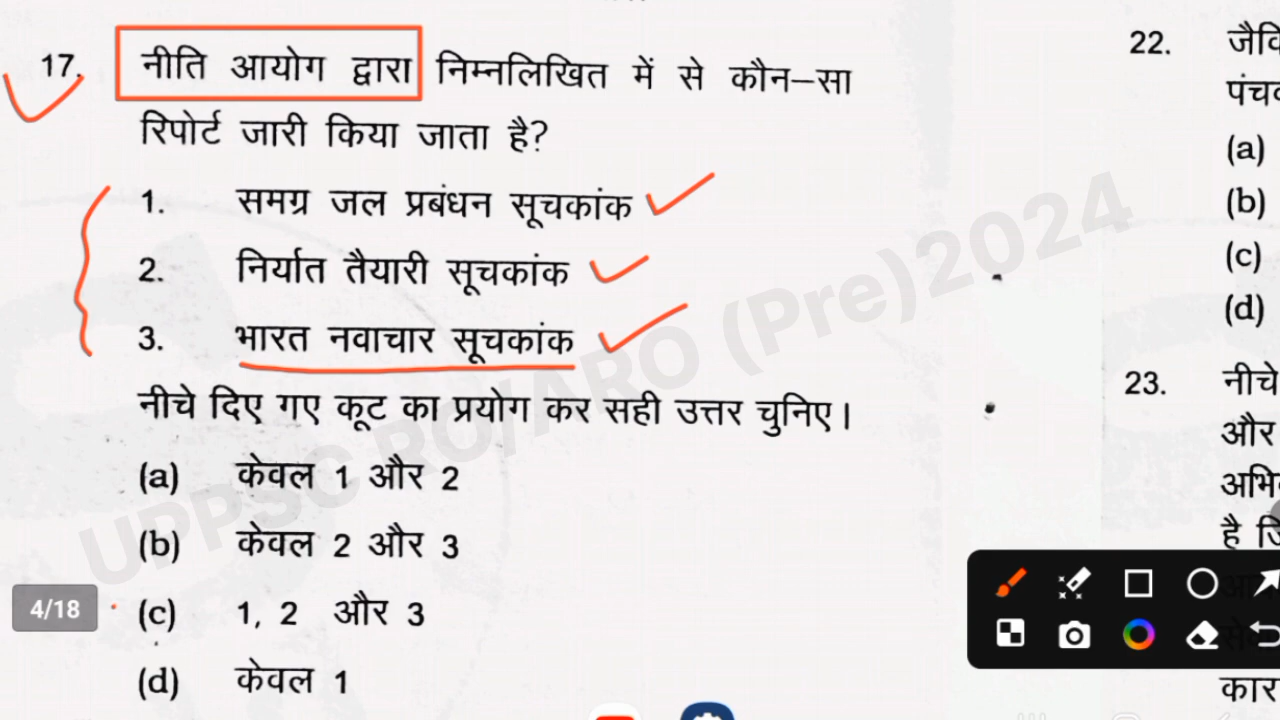 17. नीति आयोग द्वारा निम्नलिखित में से कौन–सा
रिपोर्ट जारी किया जाता है?
1. समग्र जल प्रबंधन सूचकांक
2. निर्यात तैयारी सूचकांक
3. भारत नवाचार सूचकांक
नीचे दिए गए कूट का प्रयोग कर सही उत्तर चुनिए।
(a) केवल 1 और 2
(b) केवल 2 और 3
(c) 1, 2 और 3
(d) केवल 1
4/18
UPPSC RO/ARO (Pre) 2024
22.
(a)
(b)
(c)
(d)
23. नीचे
और
है